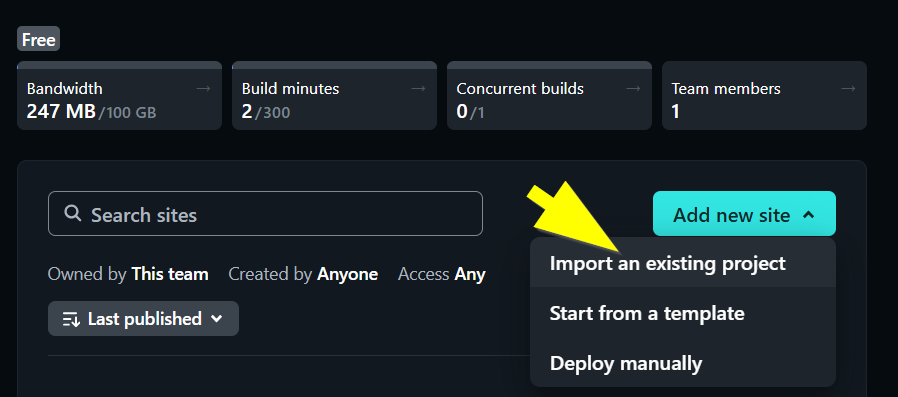 Free
Bandwidth
247 MB/100 GB
Build minutes
2/300
Concurrent builds
0/1
Team members
1
Search sites
Add new site
Import an existing project
Start from a template
Deploy manually
Owned by This team Created by Anyone Access Any
Last published